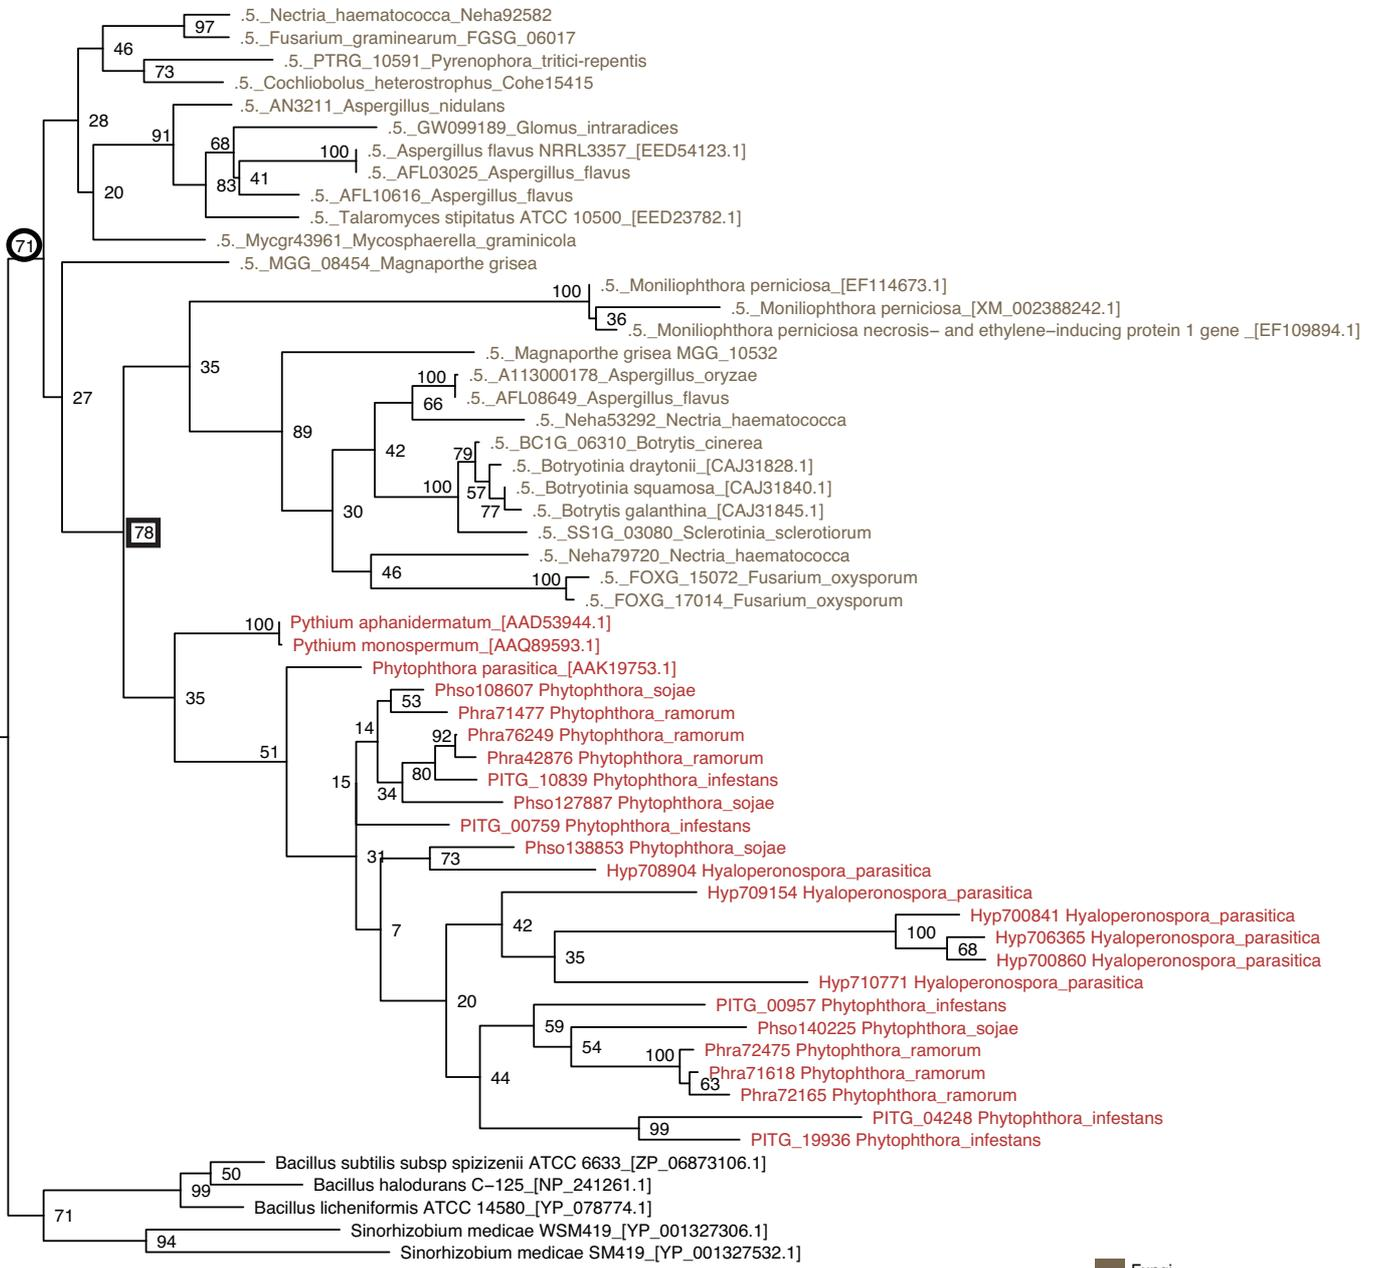 .5._Nectria_haematococca_Neha92582
97
.5._Fusarium_graminearum_FGSG_06017
46
.5._PTRG_10591_Pyrenophora_tritici-repentis
73
.5._Cochliobolus_heterostrophus_Cohe15415
.5._AN3211_Aspergillus_nidulans
28
.5._GW099189_Glomus_intraradices
91
68
100
.5._Aspergillus flavus NRRL3357_[EED54123.1]
.5._AFL03025_Aspergillus_flavus
41
83
20
.5._AFL10616_Aspergillus_flavus
.5._Talaromyces stipitatus ATCC 10500_[EED23782.1]
.5._Mycgr43961_Mycosphaerella_graminicola
71
.5._MGG_08454_Magnaporthe grisea
.5._Moniliophthora perniciosa_[EF114673.1]
100
.5._Moniliophthora perniciosa_[XM_002388242.1]
36
.5._Moniliophthora perniciosa necrosis− and ethylene−inducing protein 1 gene _[EF109894.1]
.5._Magnaporthe grisea MGG_10532
35
.5._A113000178_Aspergillus_oryzae
100
.5._AFL08649_Aspergillus_flavus
27
66
.5._Neha53292_Nectria_haematococca
89
.5._BC1G_06310_Botrytis_cinerea
42
79
.5._Botryotinia draytonii_[CAJ31828.1]
100
57
.5._Botryotinia squamosa_[CAJ31840.1]
77
.5._Botrytis galanthina_[CAJ31845.1]
30
.5._SS1G_03080_Sclerotinia_sclerotiorum
78
.5._Neha79720_Nectria_haematococca
46
100
.5._FOXG_15072_Fusarium_oxysporum
.5._FOXG_17014_Fusarium_oxysporum
100
Pythium aphanidermatum_[AAD53944.1]
Pythium monospermum_[AAQ89593.1]
Phytophthora parasitica_[AAK19753.1]
35
Phso108607 Phytophthora_sojae
53
Phra71477 Phytophthora_ramorum
14
92
Phra76249 Phytophthora_ramorum
51
Phra42876 Phytophthora_ramorum
80
15
PITG_10839 Phytophthora_infestans
34
Phso127887 Phytophthora_sojae
PITG_00759 Phytophthora_infestans
Phso138853 Phytophthora_sojae
31
73
Hyp708904 Hyaloperonospora_parasitica
Hyp709154 Hyaloperonospora_parasitica
Hyp700841 Hyaloperonospora_parasitica
42
7
100
Hyp706365 Hyaloperonospora_parasitica
68
35
Hyp700860 Hyaloperonospora_parasitica
Hyp710771 Hyaloperonospora_parasitica
20
PITG_00957 Phytophthora_infestans
59
Phso140225 Phytophthora_sojae
54
100
Phra72475 Phytophthora_ramorum
Phra71618 Phytophthora_ramorum
44
63
Phra72165 Phytophthora_ramorum
PITG_04248 Phytophthora_infestans
99
PITG_19936 Phytophthora_infestans
Bacillus subtilis subsp spizizenii ATCC 6633_[ZP_06873106.1]
50
Bacillus halodurans C−125_[NP_241261.1]
99
Bacillus licheniformis ATCC 14580_[YP_078774.1]
71
Sinorhizobium medicae WSM419_[YP_001327306.1]
94
Sinorhizobium medicae SM419_[YP_001327532.1]